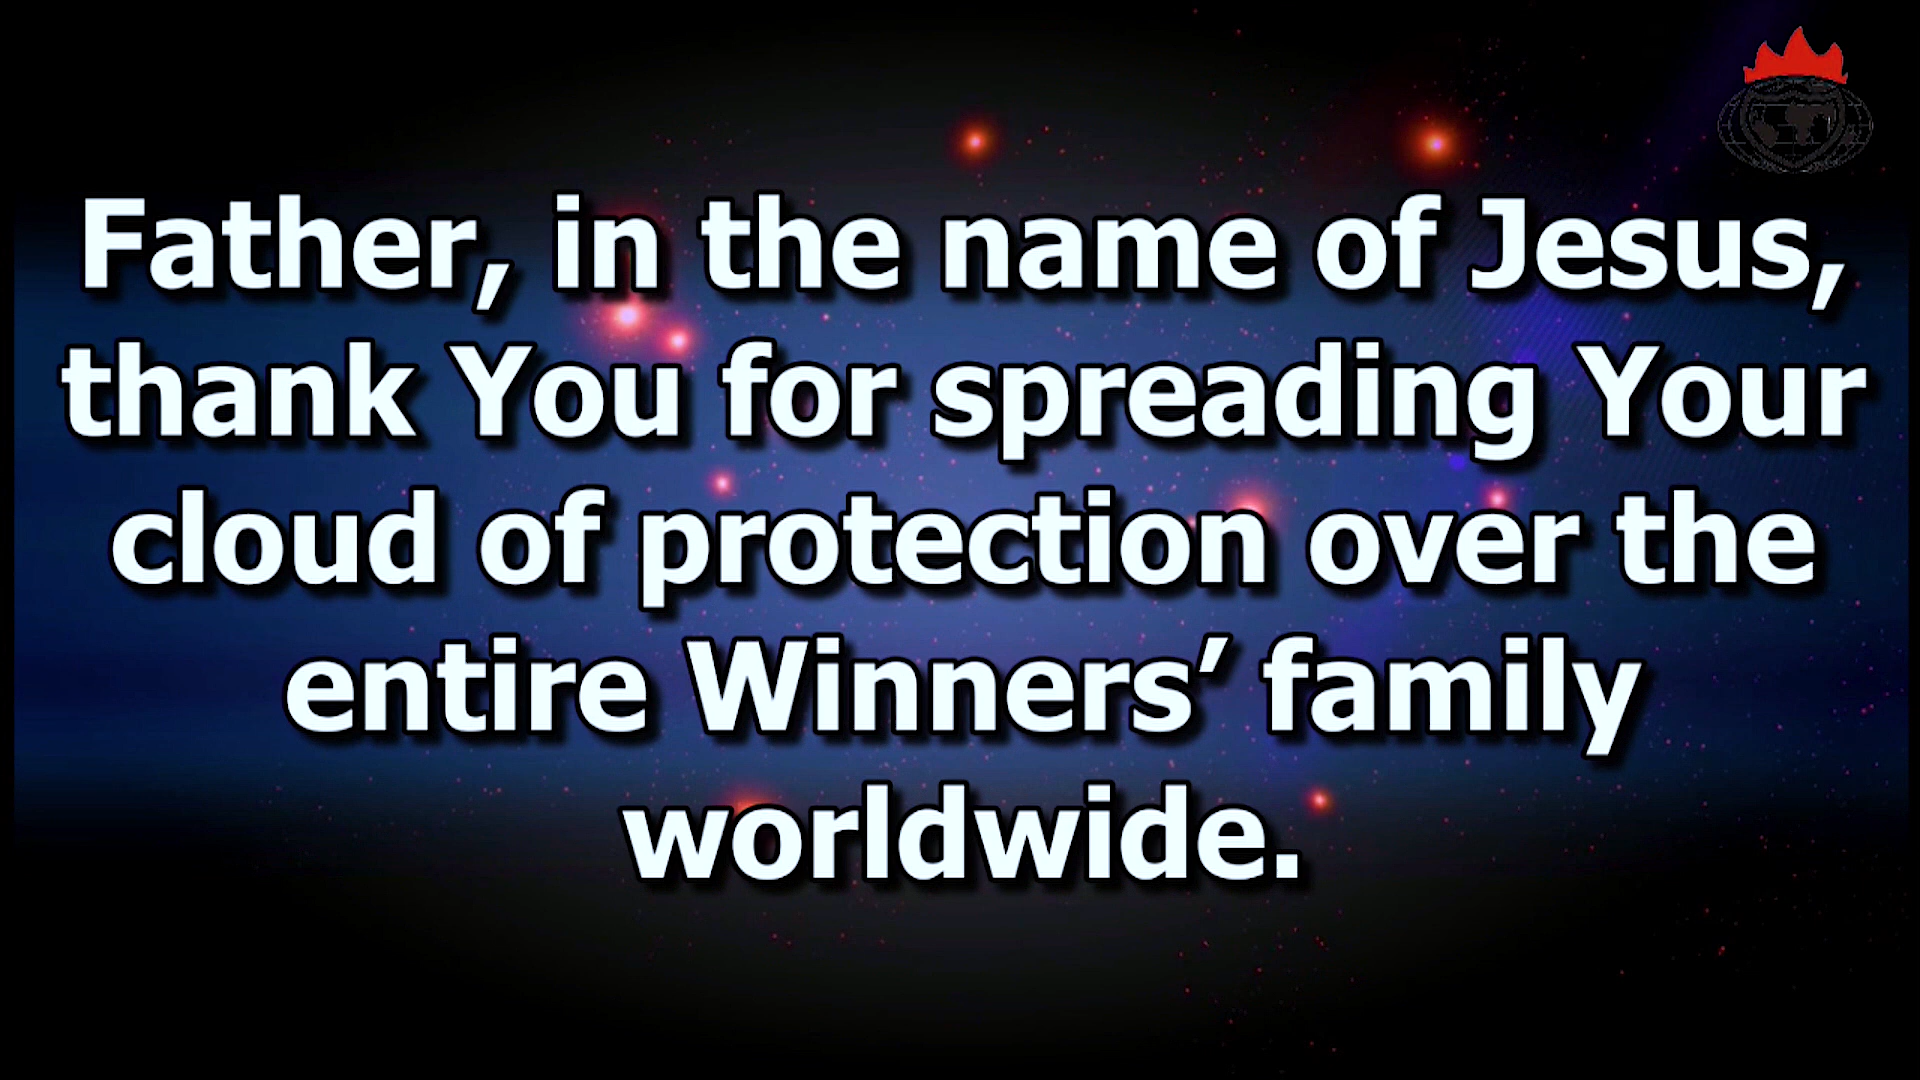 Father, in the name of Jesus,
thank You for spreading Your
cloud of protection over the
entire Winners’ family
worldwide.